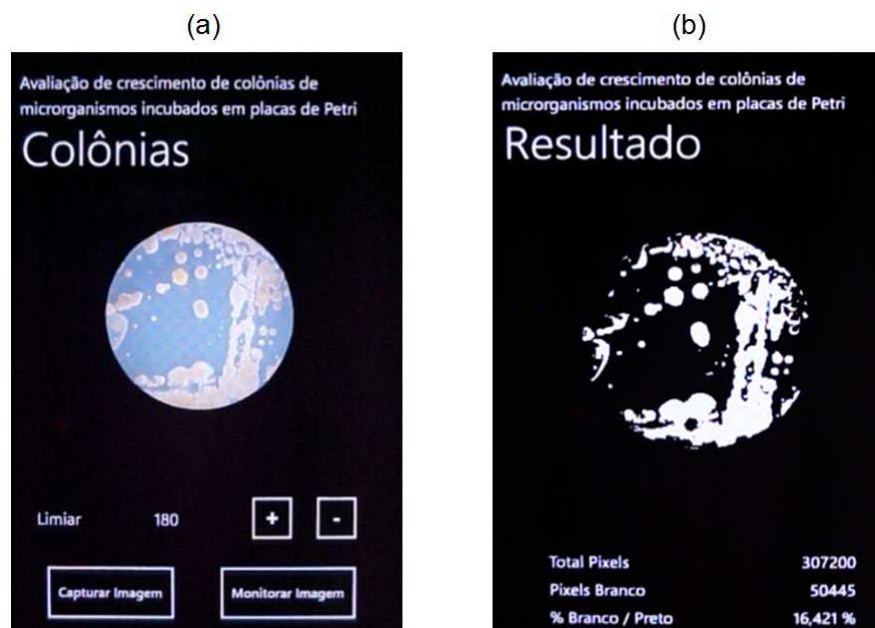 (a)
Avaliação de crescimento de colônias de
microrganismos incubados em placas de Petri
Colônias
Limiar 180 + -
Capturar Imagem Monitorar Imagem
(b)
Avaliação de crescimento de colônias de
microrganismos incubados em placas de Petri
Resultado
Total Pixels 307200
Pixels Branco 50445
% Branco / Preto 16,421 %